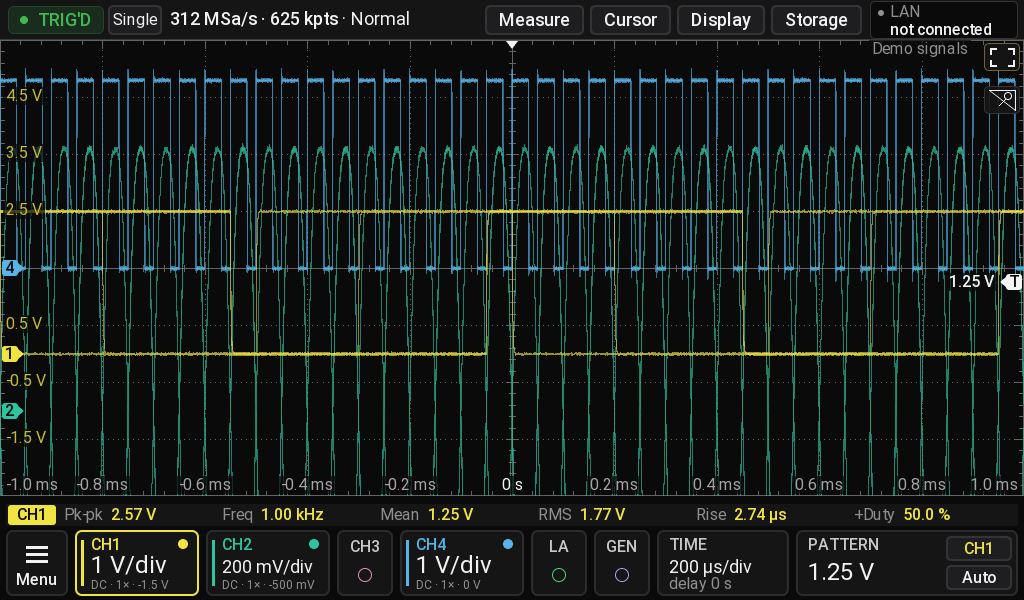 TRIG'D Single 312 MSa/s · 625 kpts · Normal Measure Cursor Display Storage LAN
not connected
Demo signals
4.5 V
3.5 V
2.5 V
4
1.25 V T
0.5 V
1
-0.5 V
2
-1.5 V
-1.0 ms -0.8 ms -0.6 ms -0.4 ms -0.2 ms 0 s 0.2 ms 0.4 ms 0.6 ms 0.8 ms 1.0 ms
CH1 Pk-pk 2.57 V Freq 1.00 kHz Mean 1.25 V RMS 1.77 V Rise 2.74 µs +Duty 50.0 %
Menu
CH1
1 V/div
DC · 1× · -1.5 V
CH2
200 mV/div
DC · 1× · -500 mV
CH3
CH4
1 V/div
DC · 1× · 0 V
LA
GEN
TIME
200 µs/div
delay 0 s
PATTERN
1.25 V
CH1
Auto